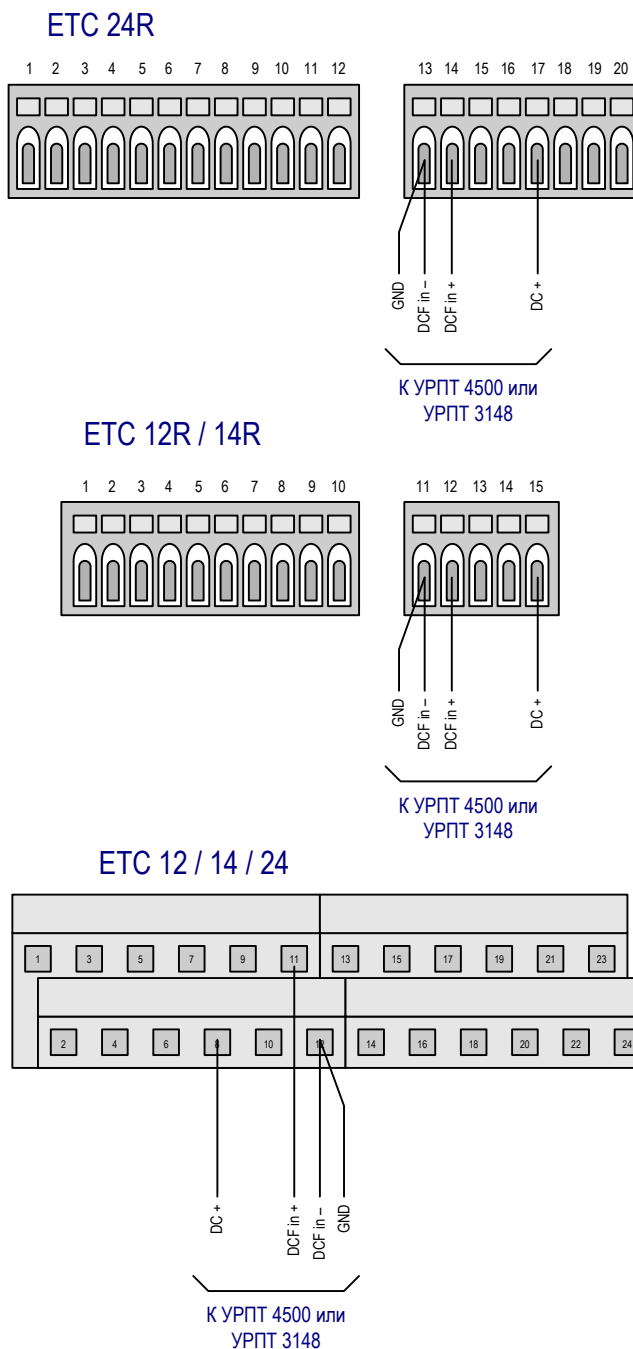 ETC 24R
1 2 3 4 5 6 7 8 9 10 11 12 13 14 15 16 17 18 19 20
GND
DCF in –
DCF in +
DC +
К УРПТ 4500 или
УРПТ 3148
ETC 12R / 14R
1 2 3 4 5 6 7 8 9 10 11 12 13 14 15
GND
DCF in –
DCF in +
DC +
К УРПТ 4500 или
УРПТ 3148
ETC 12 / 14 / 24
1 3 5 7 9 11 13 15 17 19 21 23
2 4 6 8 10 12 14 16 18 20 22 24
DC +
DCF in +
DCF in –
GND
К УРПТ 4500 или
УРПТ 3148